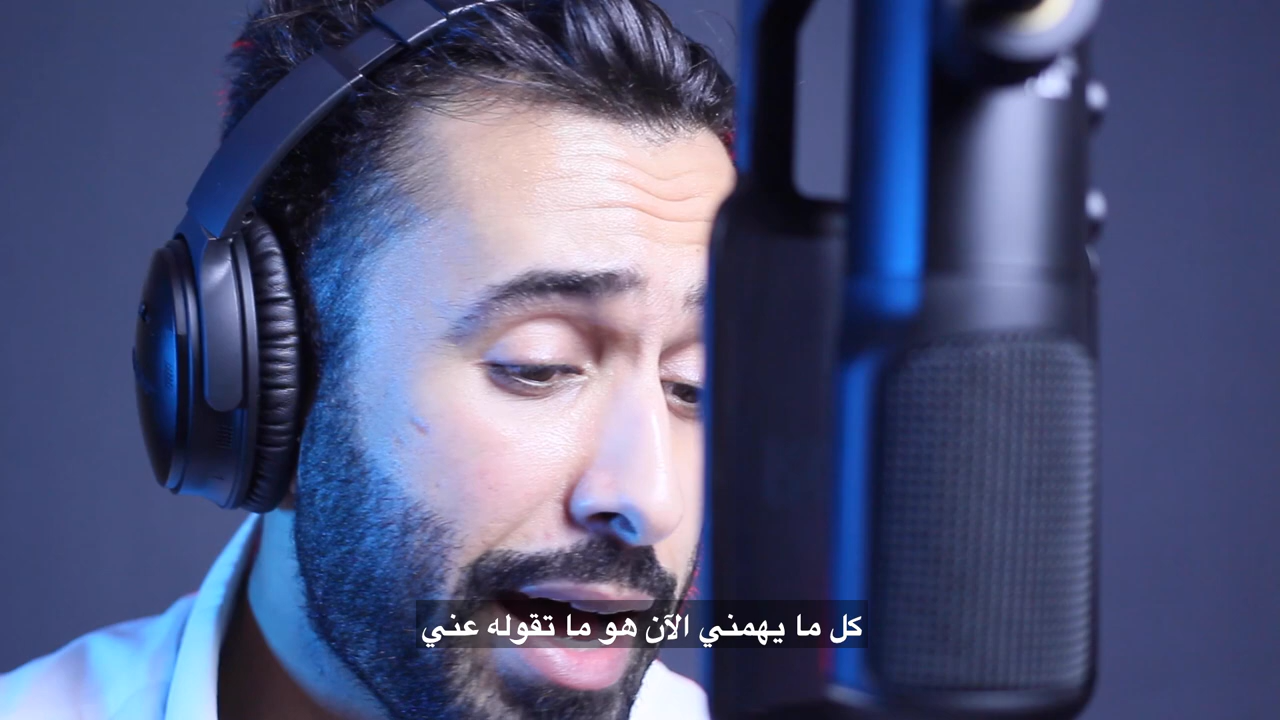 كل ما يهمني الآن هو ما تقوله عني